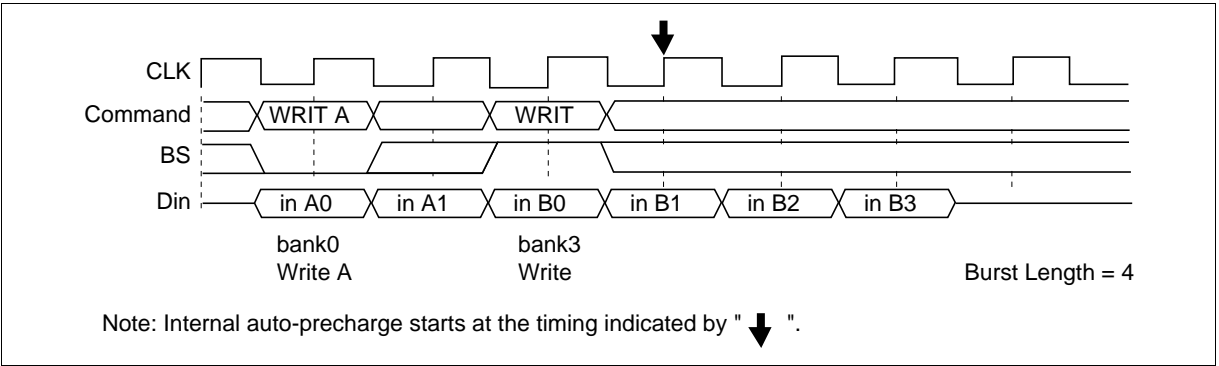 CLK
Command WRIT A WRIT
BS
Din in A0 in A1 in B0 in B1 in B2 in B3
bank0 bank3
Write A Write Burst Length = 4
Note: Internal auto-precharge starts at the timing indicated by " ".